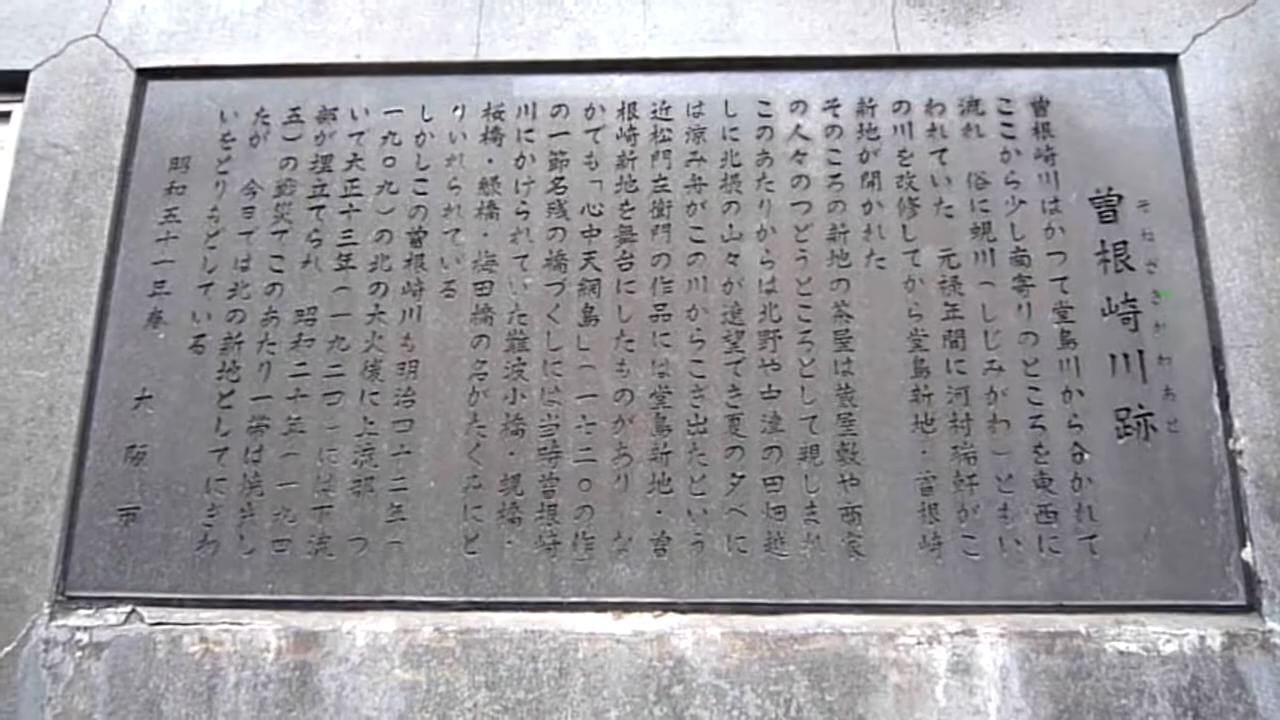 曽根崎川跡
そねざきがわあと
曽根崎川はかつて堂島川から分かれて
ここから少し南寄りのところを東西に
流れ 俗に蜆川(しじみがわ)ともい
われていた 元禄年間に河村瑞軒がこ
の川を改修してから堂島新地・曽根崎
新地が開かれた
そのころの新地の茶屋は蔵屋敷や商家
の人々のつどうところとして親しまれ
このあたりからは北野や中津の田畑越
しに北摂の山々が遠望でき夏の夕べに
は涼み舟がこの川からこぎ出たという
近松門左衛門の作品には堂島新地・曽
根崎新地を舞台にしたものがあり な
かでも「心中天網島」(一七二〇の作)
の一節名残の橋づくしには当時曽根崎
川にかけられていた難波小橋・蜆橋・
桜橋・緑橋・梅田橋の名がたくみにと
りいれられている
しかしこの曽根崎川も明治四十二年(
一九〇九)の北の大火後に上流部 つ
いで大正十三年(一九二四)には下流
部が埋立てられ 昭和二十年(一九四
五)の戦災でこのあたり一帯は焼失し
たが 今日では北の新地としてにぎわ
いをとりもどしている
昭和五十一年春 大阪市